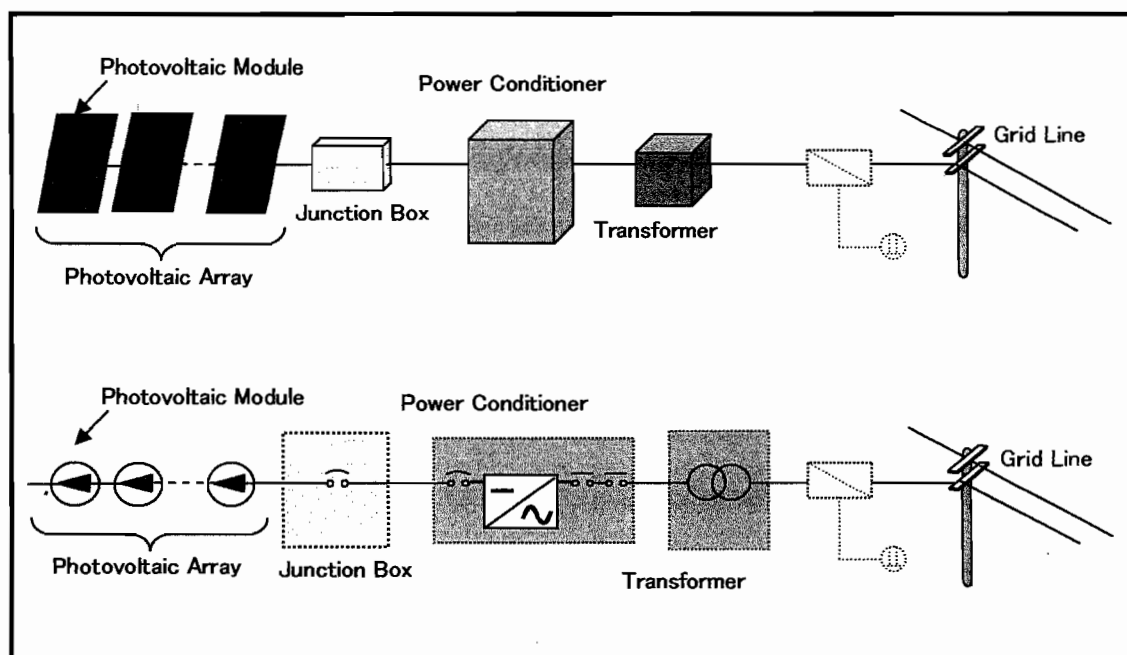 Photovoltaic Module
Power Conditioner
Grid Line
Junction Box
Transformer
Photovoltaic Array
Photovoltaic Module
Power Conditioner
Grid Line
Photovoltaic Array
Junction Box
Transformer